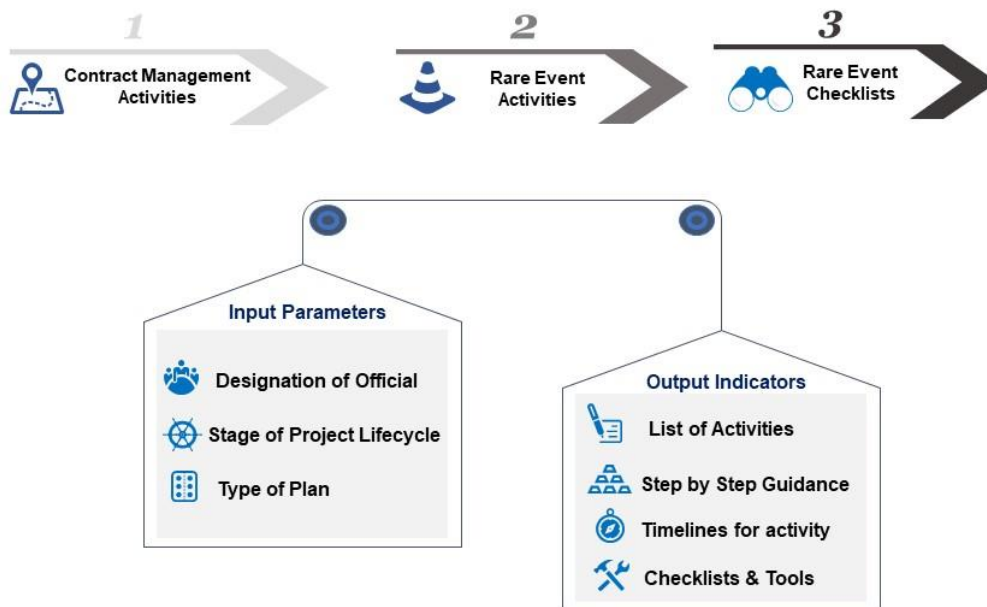 1
Contract Management
Activities
2
Rare Event
Activities
3
Rare Event
Checklists
Input Parameters
Designation of Official
Stage of Project Lifecycle
Type of Plan
Output Indicators
List of Activities
Step by Step Guidance
Timelines for activity
Checklists & Tools